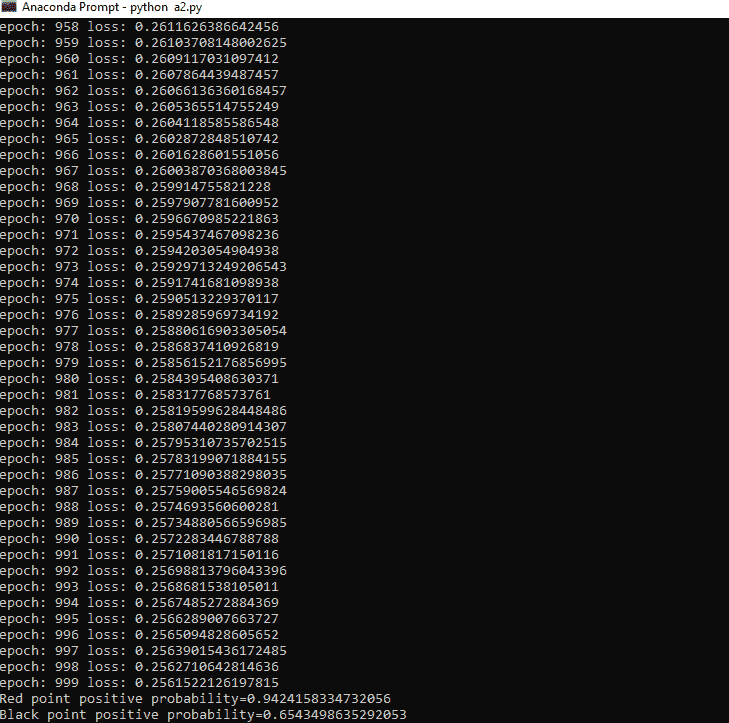 Anaconda Prompt - python a2.py
epoch: 958 loss: 0.2611626386642456
epoch: 959 loss: 0.26103708148002625
epoch: 960 loss: 0.2609117031097412
epoch: 961 loss: 0.2607864439487457
epoch: 962 loss: 0.26066136360168457
epoch: 963 loss: 0.2605365514755249
epoch: 964 loss: 0.2604118585586548
epoch: 965 loss: 0.2602872848510742
epoch: 966 loss: 0.2601628601551056
epoch: 967 loss: 0.26003870368003845
epoch: 968 loss: 0.259914755821228
epoch: 969 loss: 0.2597907781600952
epoch: 970 loss: 0.2596670985221863
epoch: 971 loss: 0.2595437467098236
epoch: 972 loss: 0.2594203054904938
epoch: 973 loss: 0.25929713249206543
epoch: 974 loss: 0.2591741681098938
epoch: 975 loss: 0.2590513229370117
epoch: 976 loss: 0.2589285969734192
epoch: 977 loss: 0.25880616903305054
epoch: 978 loss: 0.2586837410926819
epoch: 979 loss: 0.25856152176856995
epoch: 980 loss: 0.2584395408630371
epoch: 981 loss: 0.258317768573761
epoch: 982 loss: 0.25819599628448486
epoch: 983 loss: 0.25807440280914307
epoch: 984 loss: 0.25795310735702515
epoch: 985 loss: 0.25783199071884155
epoch: 986 loss: 0.25771090388298035
epoch: 987 loss: 0.25759005546569824
epoch: 988 loss: 0.2574693560600281
epoch: 989 loss: 0.25734880566596985
epoch: 990 loss: 0.2572283446788788
epoch: 991 loss: 0.2571081817150116
epoch: 992 loss: 0.25698813796043396
epoch: 993 loss: 0.2568681538105011
epoch: 994 loss: 0.2567485272884369
epoch: 995 loss: 0.2566289007663727
epoch: 996 loss: 0.2565094828605652
epoch: 997 loss: 0.25639015436172485
epoch: 998 loss: 0.2562710642814636
epoch: 999 loss: 0.2561522126197815
Red point positive probability=0.9424158334732056
Black point positive probability=0.6543498635292053